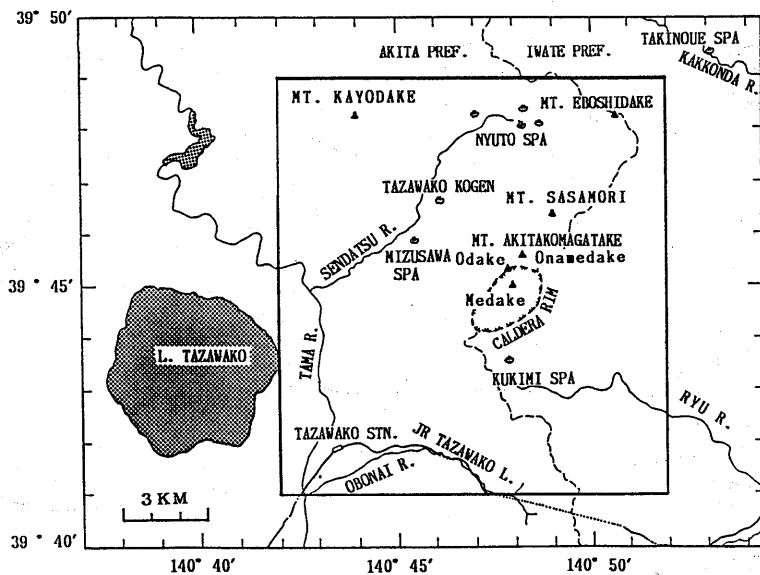 39° 50'
AKITA PREF.
IWATE PREF.
TAKINOUE SPA
KAKKONDA R.
MT. KAYODAKE
MT. EBOSHIDAKE
NYUTO SPA
TAZAWAKO KOGEN
MT. SASAMORI
SENDATSU R.
MIZUSAWA
SPA
MT. AKITAKOMAGATAKE
Odake
Onamedake
39° 45'
Medake
CALDERA RIM
L. TAZAWAKO
TAMA R.
KUKIMI SPA
RYU R.
TAZAWAKO STN.
JR TAZAWAKO L.
OBONAI R.
3 KM
39° 40'
140° 40'
140° 45'
140° 50'